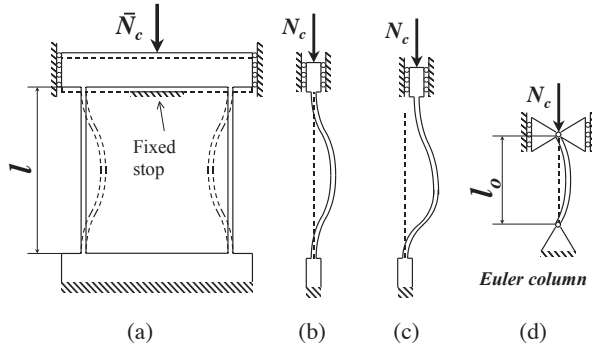 N̄c
Nc
Nc
Nc
l
Fixed
stop
lo
Euler column
(a)
(b)
(c)
(d)